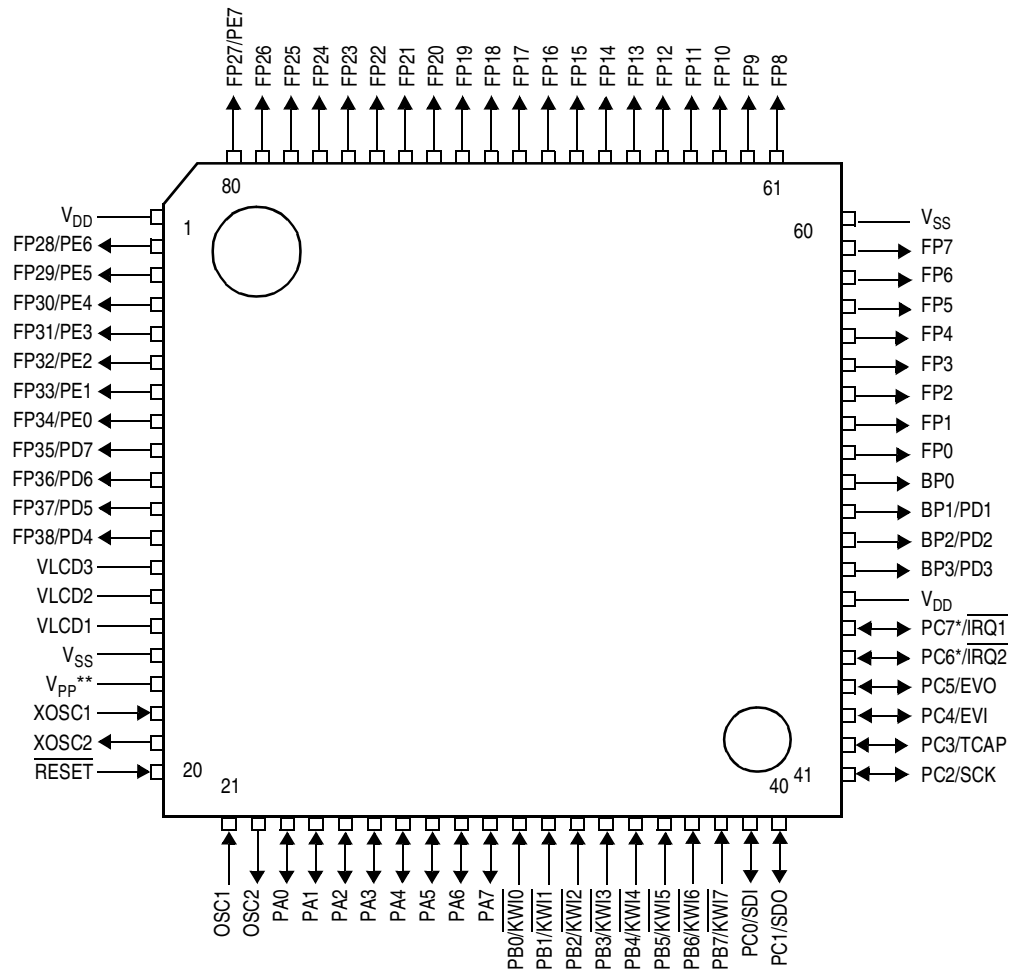 FP27/PE7
FP26
FP25
FP24
FP23
FP22
FP21
FP20
FP19
FP18
FP17
FP16
FP15
FP14
FP13
FP12
FP11
FP10
FP9
FP8
80
61
1
60
VDD
FP28/PE6
FP29/PE5
FP30/PE4
FP31/PE3
FP32/PE2
FP33/PE1
FP34/PE0
FP35/PD7
FP36/PD6
FP37/PD5
FP38/PD4
VLCD3
VLCD2
VLCD1
VSS
VPP**
XOSC1
XOSC2
RESET
VSS
FP7
FP6
FP5
FP4
FP3
FP2
FP1
FP0
BP0
BP1/PD1
BP2/PD2
BP3/PD3
VDD
PC7*/IRQ1
PC6*/IRQ2
PC5/EVO
PC4/EVI
PC3/TCAP
PC2/SCK
20
21
40
41
OSC1
OSC2
PA0
PA1
PA2
PA3
PA4
PA5
PA6
PA7
PB0/KWI0
PB1/KWI1
PB2/KWI2
PB3/KWI3
PB4/KWI4
PB5/KWI5
PB6/KWI6
PB7/KWI7
PC0/SDI
PC1/SDO